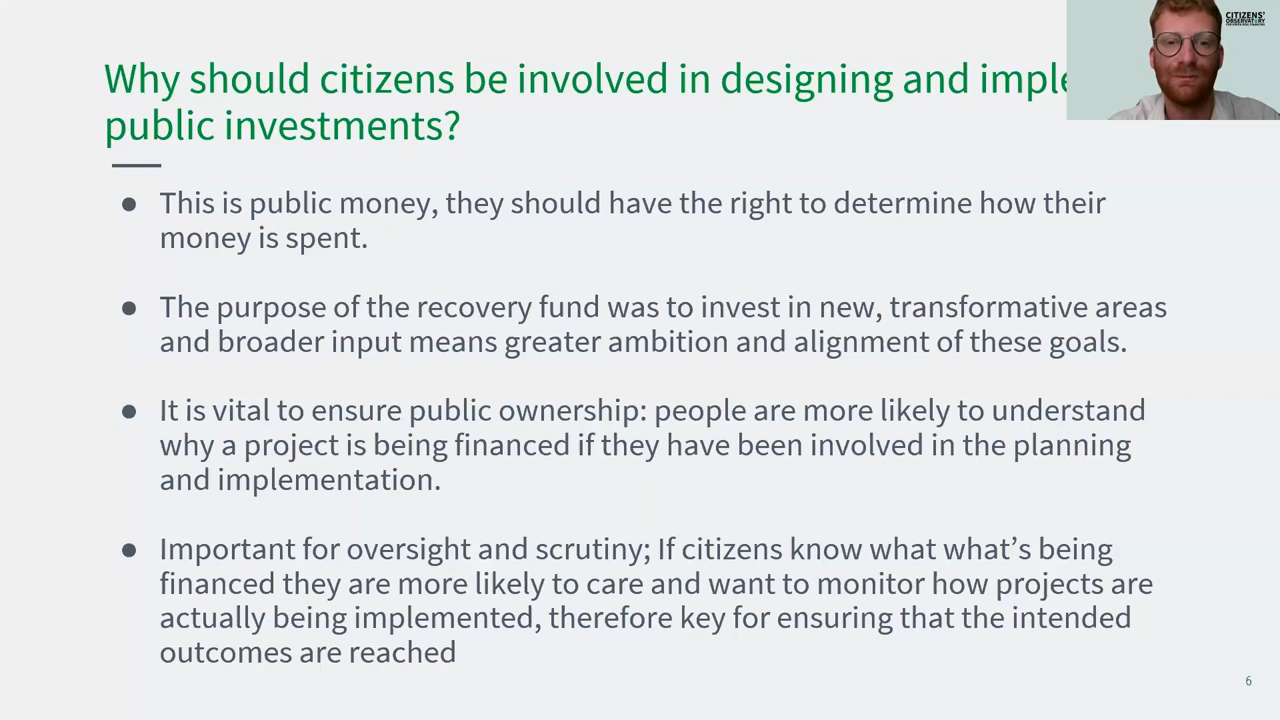 Why should citizens be involved in designing and imple
public investments?
● This is public money, they should have the right to determine how their
money is spent.
● The purpose of the recovery fund was to invest in new, transformative areas
and broader input means greater ambition and alignment of these goals.
● It is vital to ensure public ownership: people are more likely to understand
why a project is being financed if they have been involved in the planning
and implementation.
● Important for oversight and scrutiny; If citizens know what what’s being
financed they are more likely to care and want to monitor how projects are
actually being implemented, therefore key for ensuring that the intended
outcomes are reached
6
CITIZENS’
OBSERVATORY